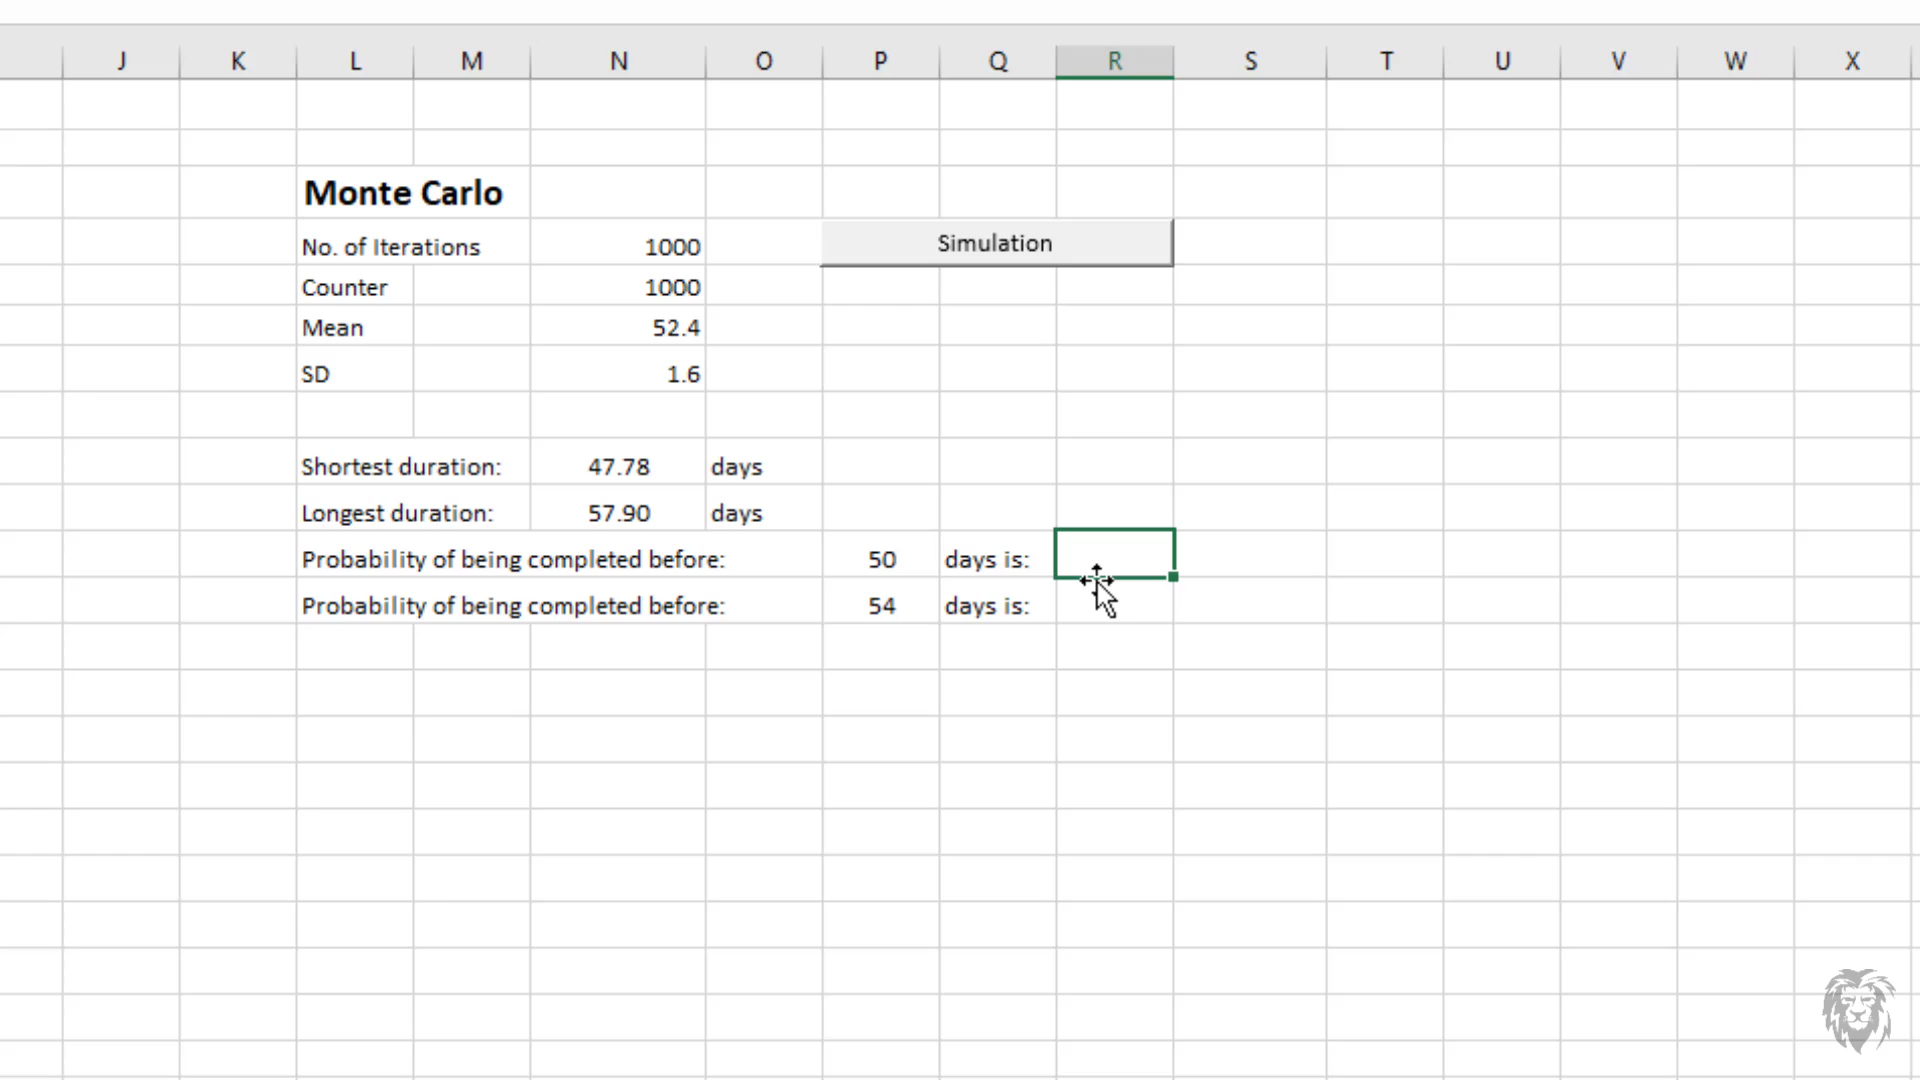 J K L M N O P Q R S T U V W X
Monte Carlo
No. of Iterations 1000 Simulation
Counter 1000
Mean 52.4
SD 1.6
Shortest duration: 47.78 days
Longest duration: 57.90 days
Probability of being completed before: 50 days is:
Probability of being completed before: 54 days is: